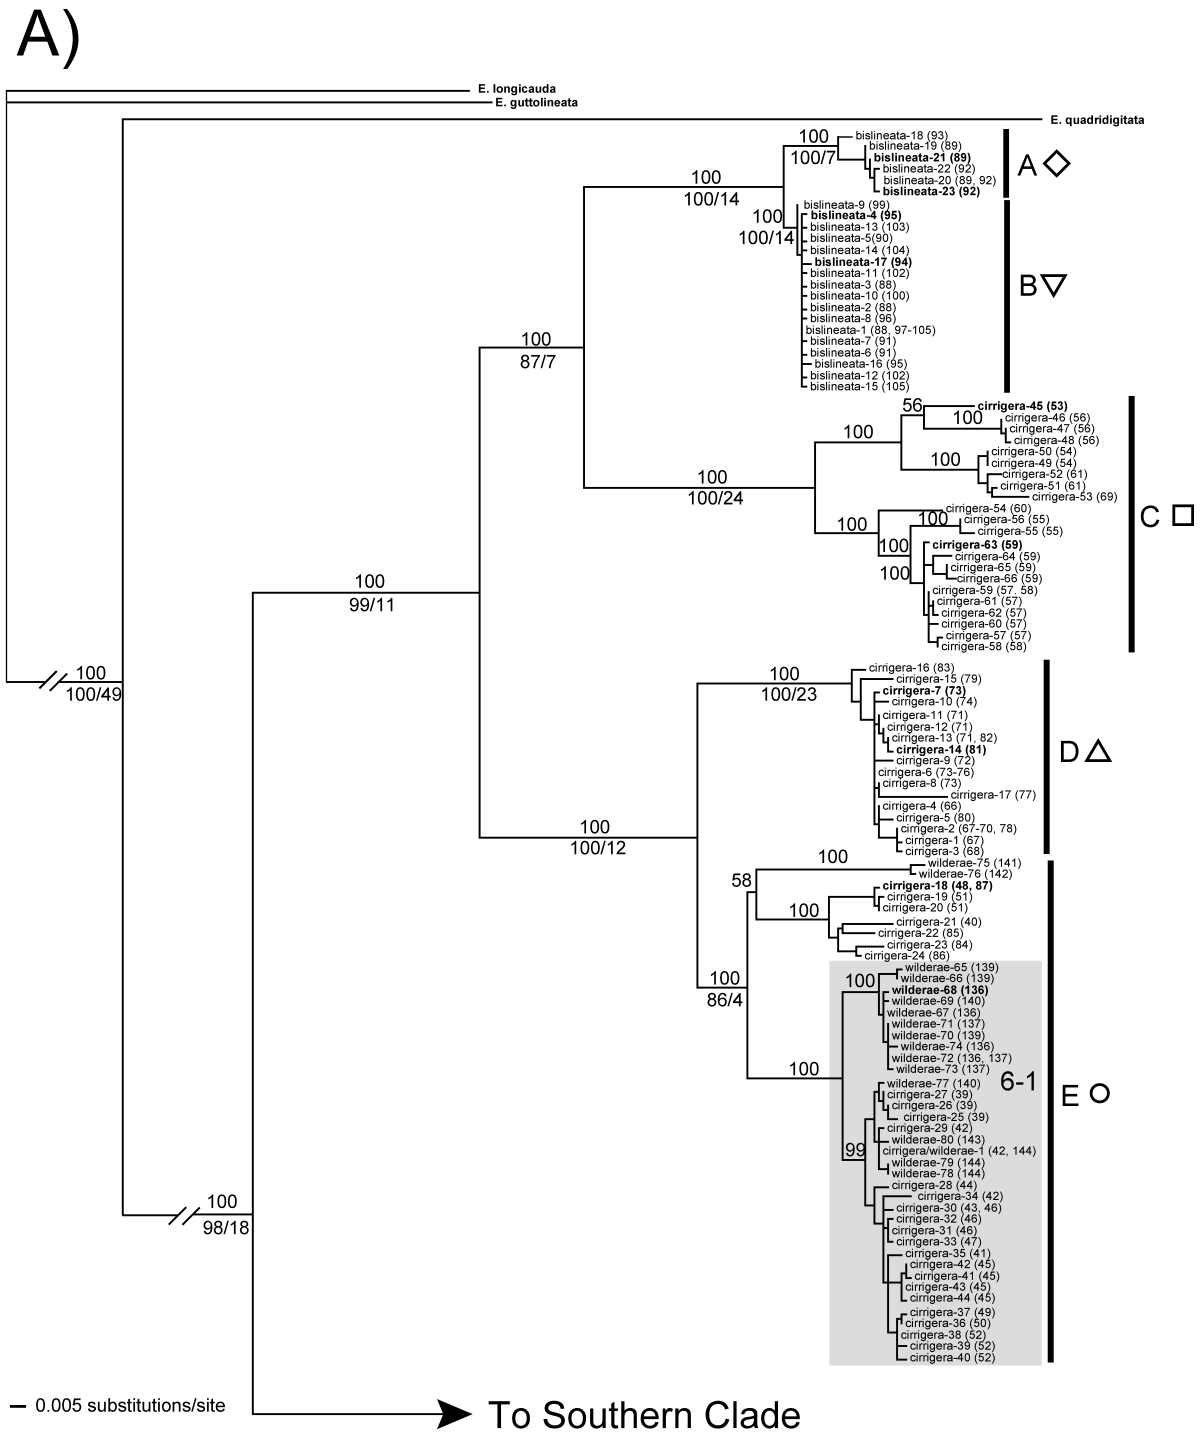 A)
E. longicauda
E. guttolineata
E. quadridigitata
bislineata-18 (93)
100
bislineata-19 (89)
100/7
bislineata-21 (89)
A
bislineata-22 (92)
100
bislineata-20 (89, 92)
100/14
bislineata-23 (92)
bislineata-9 (99)
100
bislineata-4 (95)
bislineata-13 (103)
100/14
bislineata-5(90)
bislineata-14 (104)
bislineata-17 (94)
bislineata-11 (102)
B
bislineata-3 (88)
bislineata-10 (100)
bislineata-2 (88)
bislineata-8 (96)
bislineata-1 (88, 97-105)
100
bislineata-7 (91)
87/7
bislineata-6 (91)
bislineata-16 (95)
bislineata-12 (102)
bislineata-15 (105)
56
cirrigera-45 (53)
100
cirrigera-46 (56)
100
cirrigera-47 (56)
cirrigera-48 (56)
cirrigera-50 (54)
100
cirrigera-49 (54)
100
cirrigera-52 (61)
100/24
cirrigera-51 (61)
cirrigera-53 (69)
cirrigera-54 (60)
C
100
100
cirrigera-56 (55)
cirrigera-55 (55)
100
cirrigera-63 (59)
cirrigera-64 (59)
100
cirrigera-65 (59)
cirrigera-66 (59)
100
cirrigera-59 (57. 58)
99/11
cirrigera-61 (57)
cirrigera-62 (57)
cirrigera-60 (57)
cirrigera-57 (57)
cirrigera-58 (58)
100
100/49
cirrigera-16 (83)
100
cirrigera-15 (79)
100/23
cirrigera-7 (73)
cirrigera-10 (74)
cirrigera-11 (71)
cirrigera-12 (71)
cirrigera-13 (71, 82)
D
cirrigera-14 (81)
cirrigera-9 (72)
cirrigera-6 (73-76)
cirrigera-8 (73)
cirrigera-17 (77)
cirrigera-4 (66)
cirrigera-5 (80)
100
cirrigera-2 (67-70, 78)
100/12
cirrigera-1 (67)
cirrigera-3 (68)
100
wilderae-75 (141)
wilderae-76 (142)
58
cirrigera-18 (48, 87)
cirrigera-19 (51)
100
cirrigera-20 (51)
cirrigera-21 (40)
cirrigera-22 (85)
cirrigera-23 (84)
cirrigera-24 (86)
wilderae-65 (139)
100
86/4
100
wilderae-66 (139)
wilderae-68 (136)
wilderae-69 (140)
wilderae-67 (136)
wilderae-71 (137)
wilderae-70 (139)
wilderae-74 (136)
wilderae-72 (136, 137)
100
wilderae-73 (137)
6-1
wilderae-77 (140)
E
cirrigera-27 (39)
cirrigera-26 (39)
cirrigera-25 (39)
cirrigera-29 (42)
wilderae-80 (143)
99
cirrigera/wilderae-1 (42, 144)
wilderae-79 (144)
wilderae-78 (144)
cirrigera-28 (44)
100
98/18
cirrigera-34 (42)
cirrigera-30 (43, 46)
cirrigera-32 (46)
cirrigera-31 (46)
cirrigera-33 (47)
cirrigera-35 (41)
cirrigera-42 (45)
cirrigera-41 (45)
cirrigera-43 (45)
cirrigera-44 (45)
cirrigera-37 (49)
cirrigera-36 (50)
cirrigera-38 (52)
cirrigera-39 (52)
cirrigera-40 (52)
0.005 substitutions/site
To Southern Clade